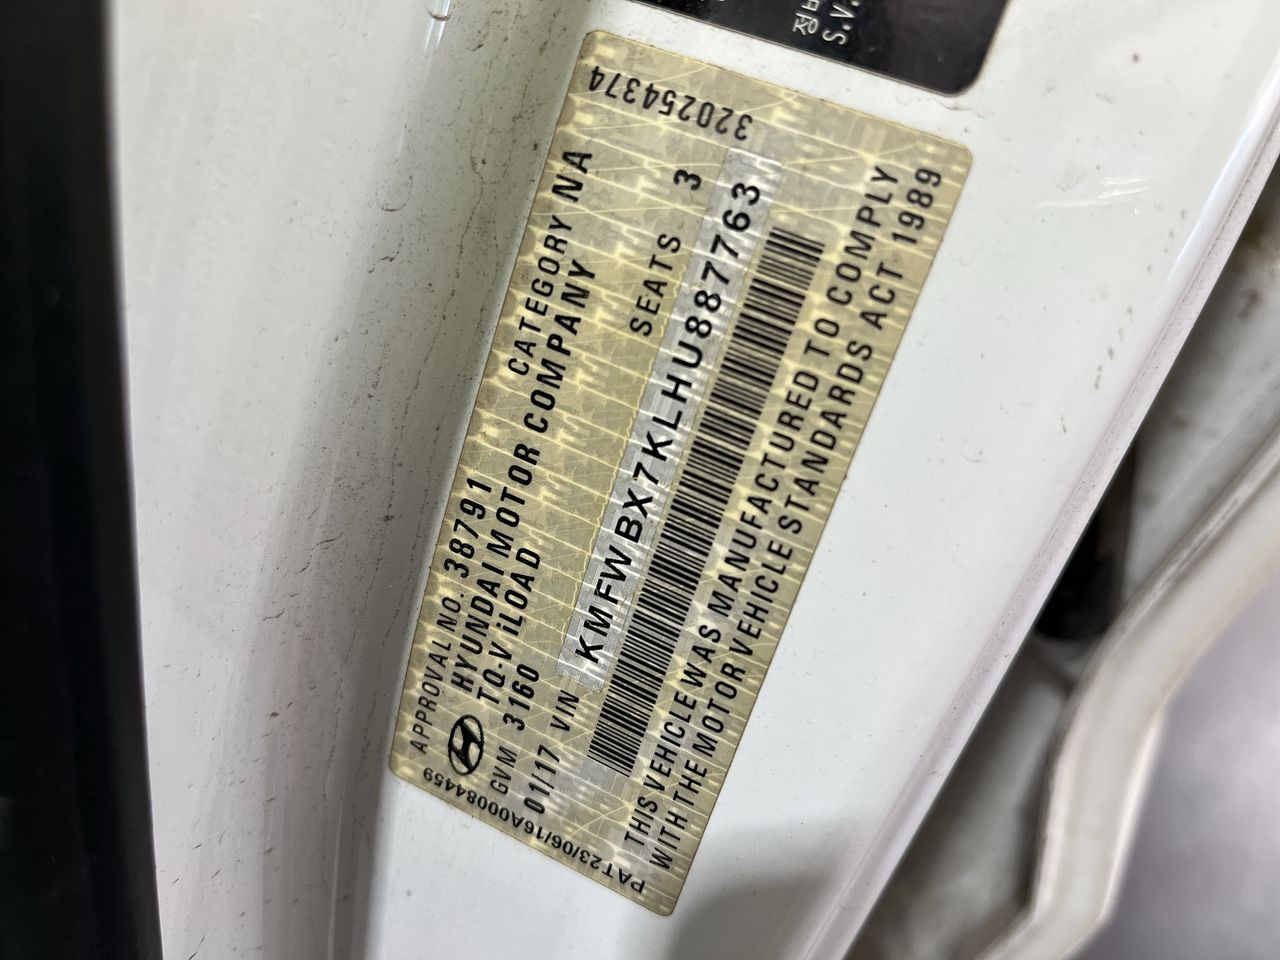 S.V.
320254374
APPROVAL NO. 38791 CATEGORY NA
HYUNDAI MOTOR COMPANY
TQ-V iLOAD
GVM 3160 SEATS 3
01/17 VIN KMFWBX7KLHU887763
THIS VEHICLE WAS MANUFACTURED TO COMPLY
WITH THE MOTOR VEHICLE STANDARDS ACT 1989
PAT23/06/16A00084459